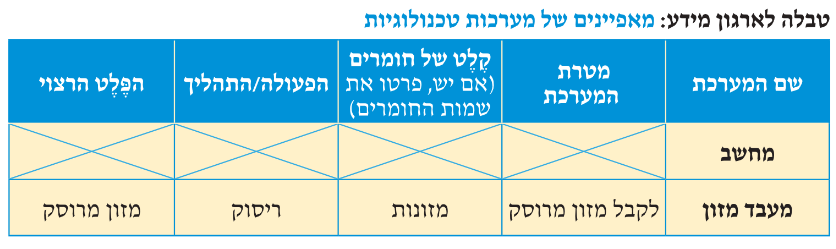 טבלה לארגון מידע: מאפיינים של מערכות טכנולוגיות
שם המערכת
מטרת
המערכת
קֶלֶט של חומרים
(אם יש, פרטו את
שמות החומרים)
הפעולה/התהליך
הפֶּלֶט הרצוי
מחשב
מעבד מזון
לקבל מזון מרוסק
מזונות
ריסוק
מזון מרוסק